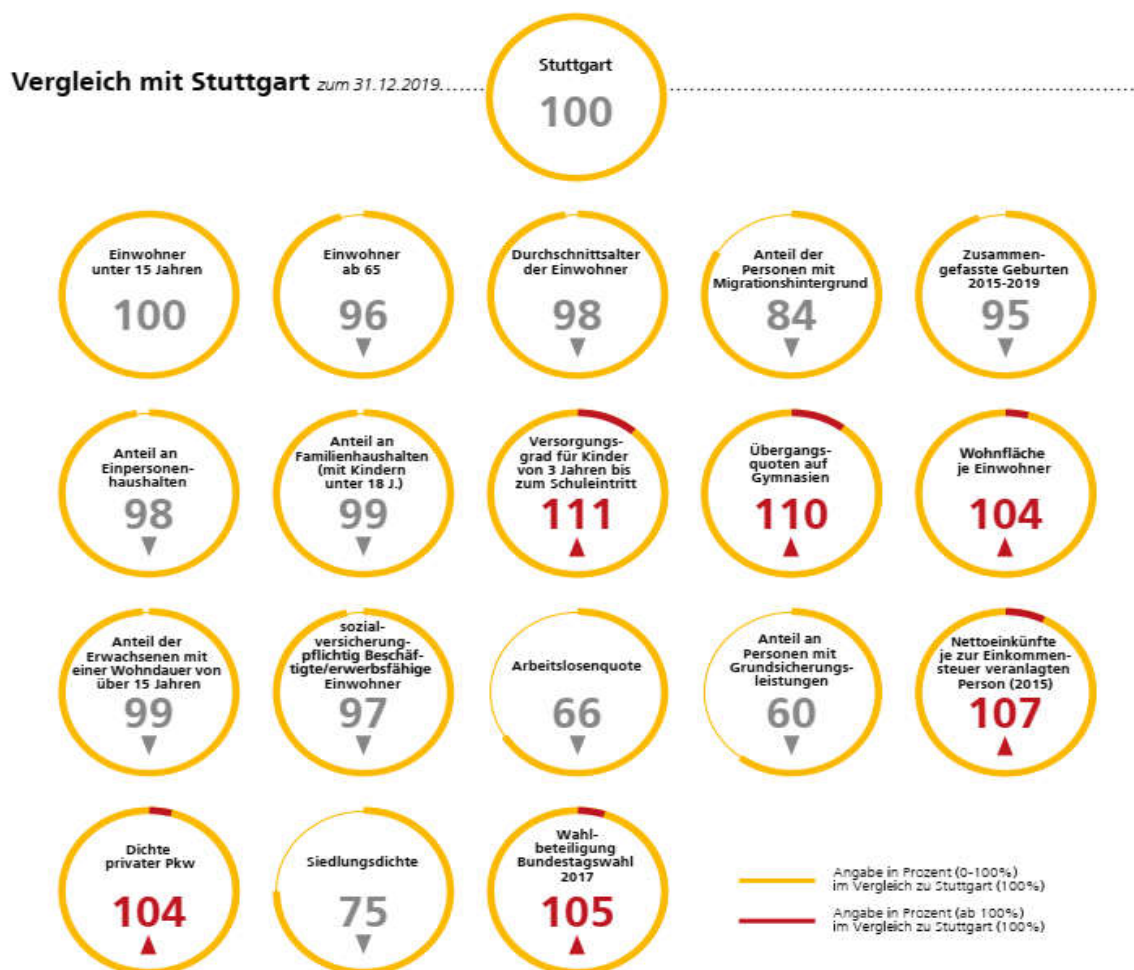 Vergleich mit Stuttgart zum 31.12.2019
Stuttgart
100
Einwohner
unter 15 Jahren
100
Einwohner
ab 65
96
Durchschnittsalter
der Einwohner
98
Anteil der
Personen mit
Migrationshintergrund
84
Zusammen-
gefasste Geburten
2015-2019
95
Anteil an
Einpersonen-
haushalten
98
Anteil an
Familienhaushalten
(mit Kindern
unter 18 J.)
99
Versorgungs-
grad für Kinder
von 3 Jahren bis
zum Schuleintritt
111
Übergangs-
quoten auf
Gymnasien
110
Wohnfläche
je Einwohner
104
Anteil der
Erwachsenen mit
einer Wohndauer von
über 15 Jahren
99
sozial-
versicherung-
pflichtig Beschäf-
tigte/erwerbsfähige
Einwohner
97
Arbeitslosenquote
66
Anteil an
Personen mit
Grundsicherungs-
leistungen
60
Nettoeinkünfte
je zur Einkommen-
steuer veranlagten
Person (2015)
107
Dichte
privater Pkw
104
Siedlungsdichte
75
Wahl-
beteiligung
Bundestagswahl
2017
105
Angabe in Prozent (0-100%)
im Vergleich zu Stuttgart (100%)
Angabe in Prozent (ab 100%)
im Vergleich zu Stuttgart (100%)